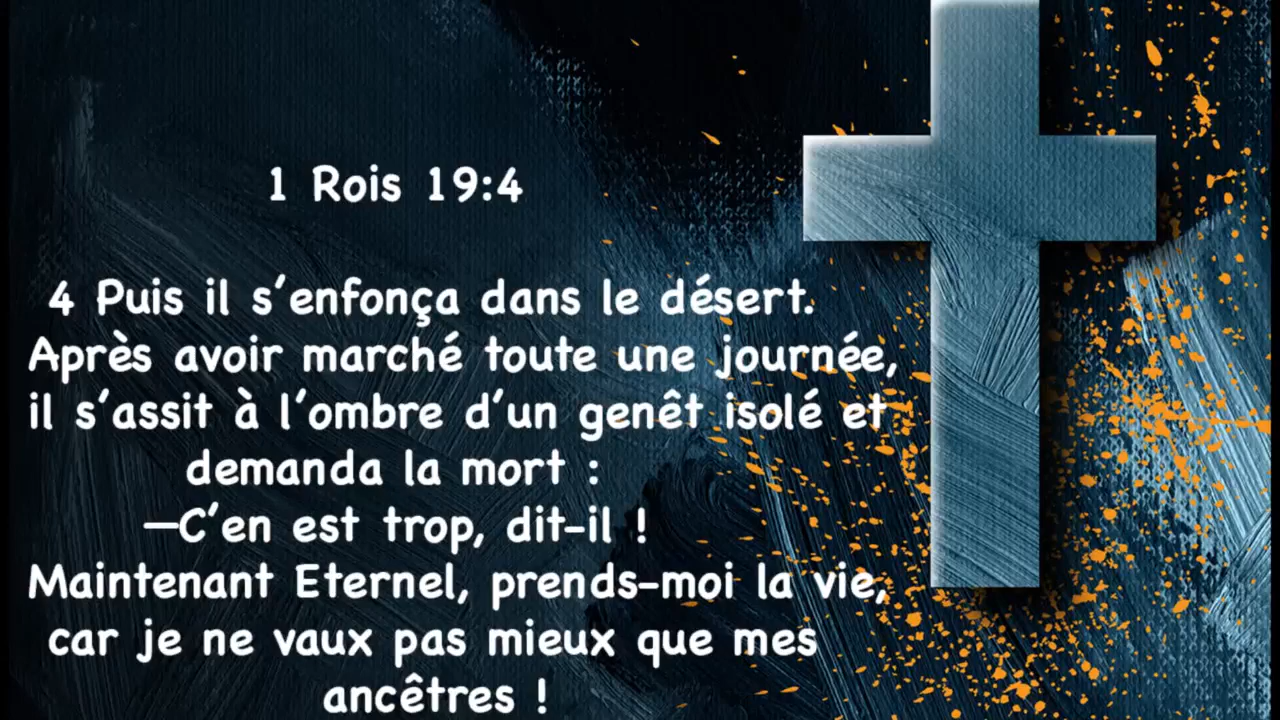 1 Rois 19:4
4 Puis il s’enfonça dans le désert.
Après avoir marché toute une journée,
il s’assit à l’ombre d’un genêt isolé et
demanda la mort :
—C’en est trop, dit-il !
Maintenant Eternel, prends-moi la vie,
car je ne vaux pas mieux que mes
ancêtres !